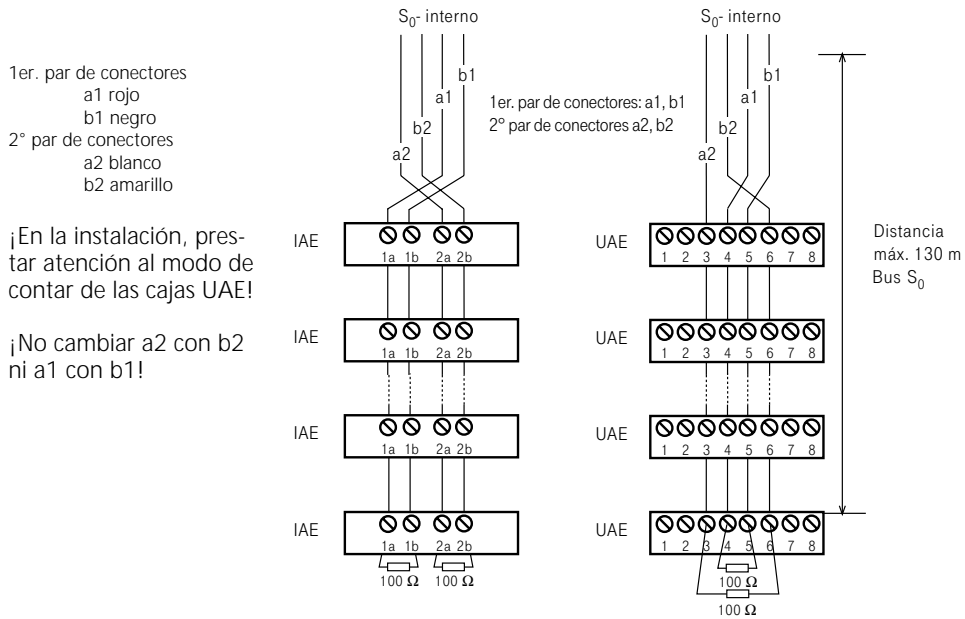 S0- interno
S0- interno
1er. par de conectores
a1 rojo
b1 negro
2° par de conectores
a2 blanco
b2 amarillo
¡En la instalación, pres-
tar atención al modo de
contar de las cajas UAE!
¡No cambiar a2 con b2
ni a1 con b1!
b1
a1
b2
a2
1er. par de conectores: a1, b1
2º par de conectores a2, b2
b1
a1
b2
a2
IAE
1a 1b 2a 2b
UAE
1 2 3 4 5 6 7 8
Distancia
máx. 130 m
Bus S0
IAE
1a 1b 2a 2b
UAE
1 2 3 4 5 6 7 8
IAE
1a 1b 2a 2b
UAE
1 2 3 4 5 6 7 8
IAE
1a 1b 2a 2b
100 Ω 100 Ω
UAE
1 2 3 4 5 6 7 8
100 Ω
100 Ω